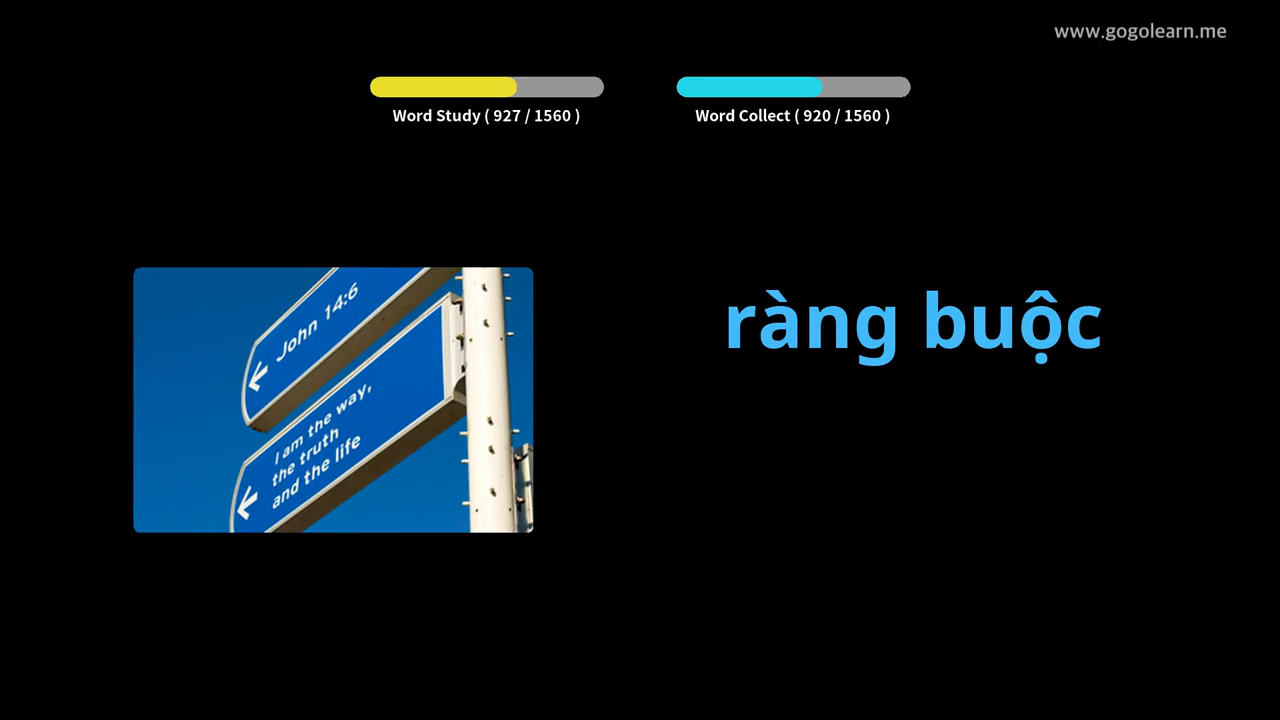 www.gogolearn.me
Word Study ( 927 / 1560 )
Word Collect ( 920 / 1560 )
John 14:6
I am the way,
the truth
and the life
ràng buộc